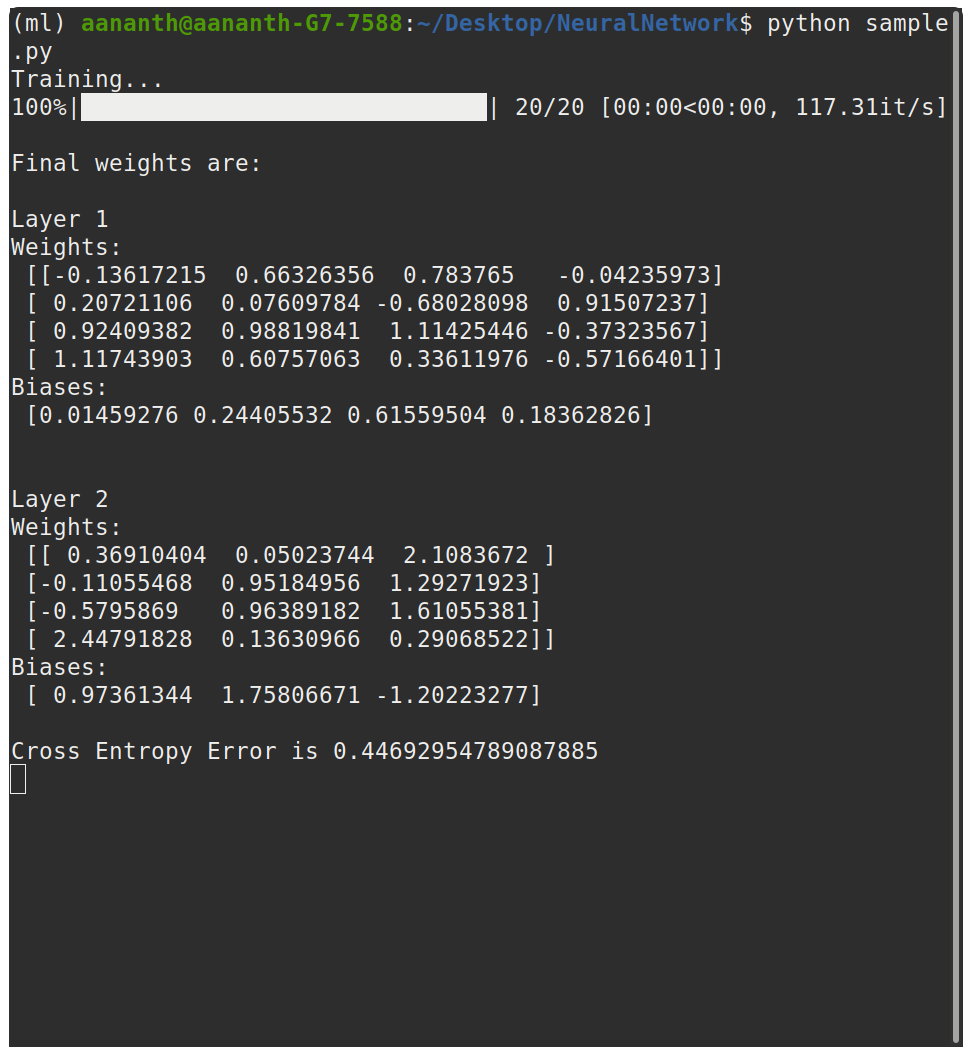 (ml) aananth@aananth-G7-7588:~/Desktop/NeuralNetwork$ python sample
.py
Training...
100%|██████████████████████████████| 20/20 [00:00<00:00, 117.31it/s]
Final weights are:
Layer 1
Weights:
 [[-0.13617215  0.66326356  0.783765   -0.04235973]
 [ 0.20721106  0.07609784 -0.68028098  0.91507237]
 [ 0.92409382  0.98819841  1.11425446 -0.37323567]
 [ 1.11743903  0.60757063  0.33611976 -0.57166401]]
Biases:
 [0.01459276 0.24405532 0.61559504 0.18362826]
Layer 2
Weights:
 [[ 0.36910404  0.05023744  2.1083672 ]
 [-0.11055468  0.95184956  1.29271923]
 [-0.5795869   0.96389182  1.61055381]
 [ 2.44791828  0.13630966  0.29068522]]
Biases:
 [ 0.97361344  1.75806671 -1.20223277]
Cross Entropy Error is 0.44692954789087885